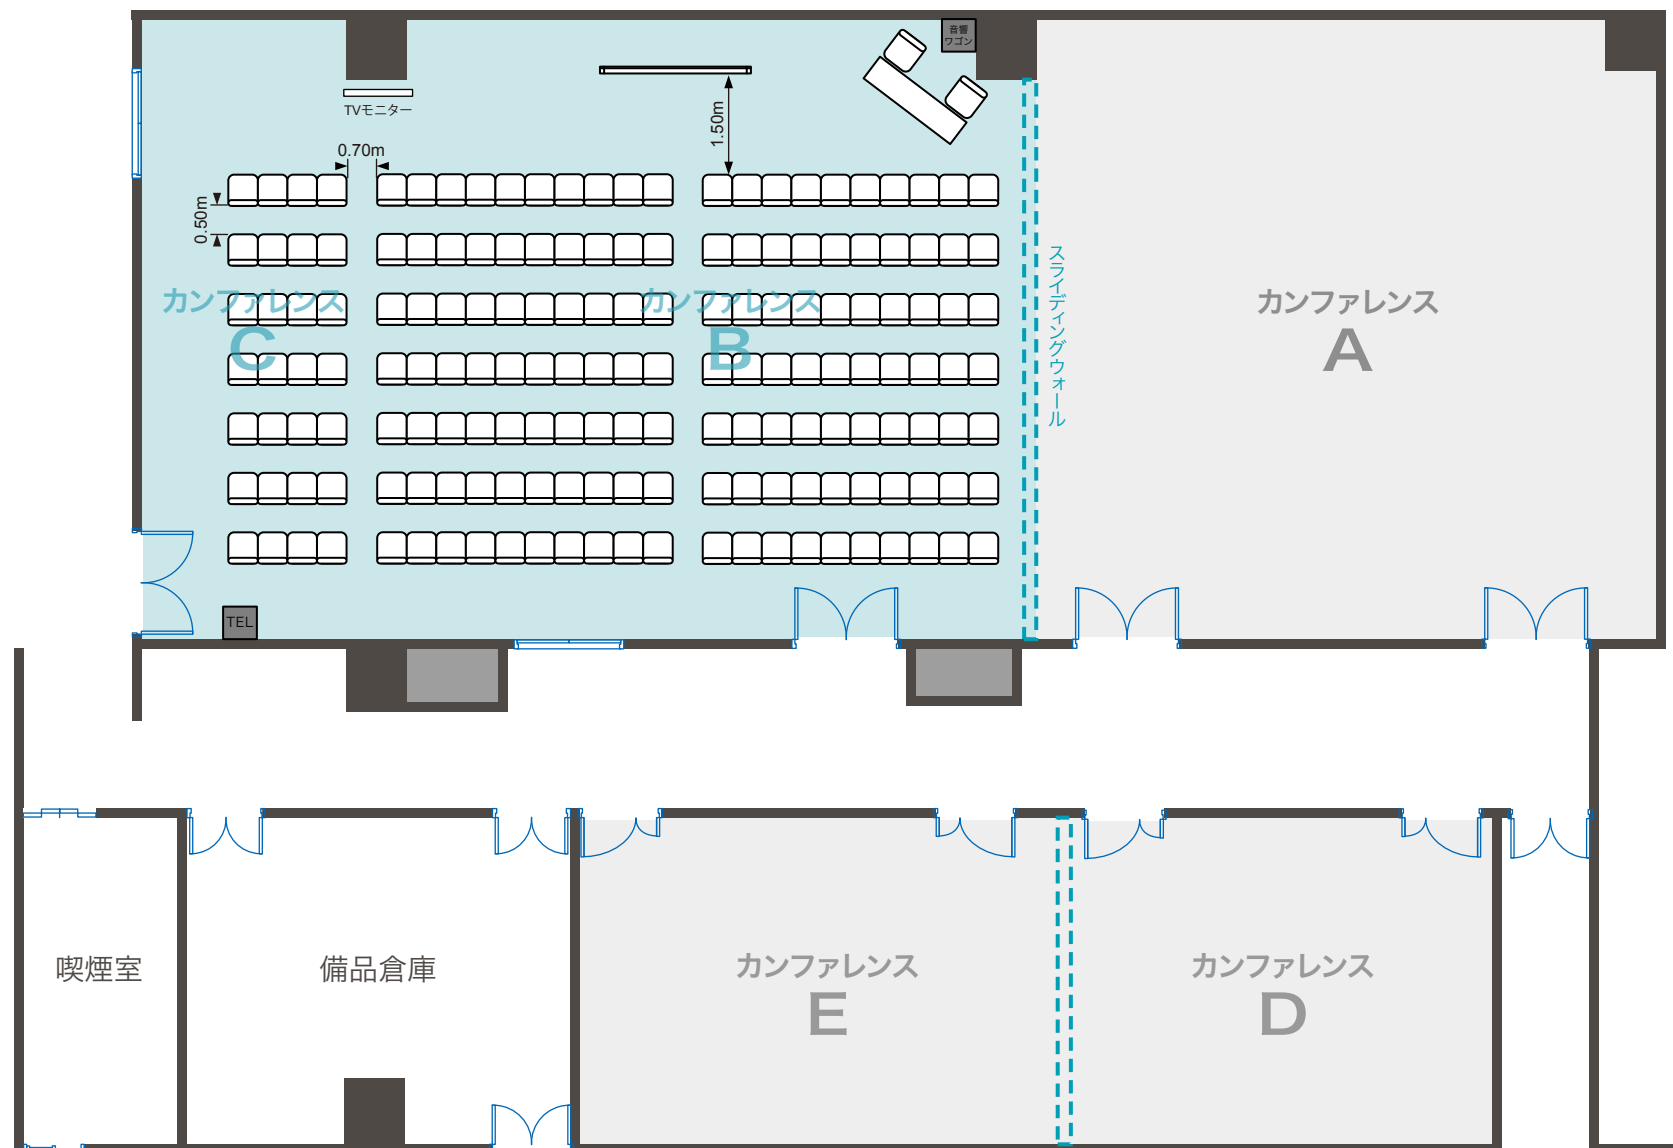 音響
ワゴン
TVモニター
1.50m
0.70m
0.50m
カンファレンス
C
カンファレンス
B
スライディングウォール
カンファレンス
A
TEL
喫煙室
備品倉庫
カンファレンス
E
カンファレンス
D